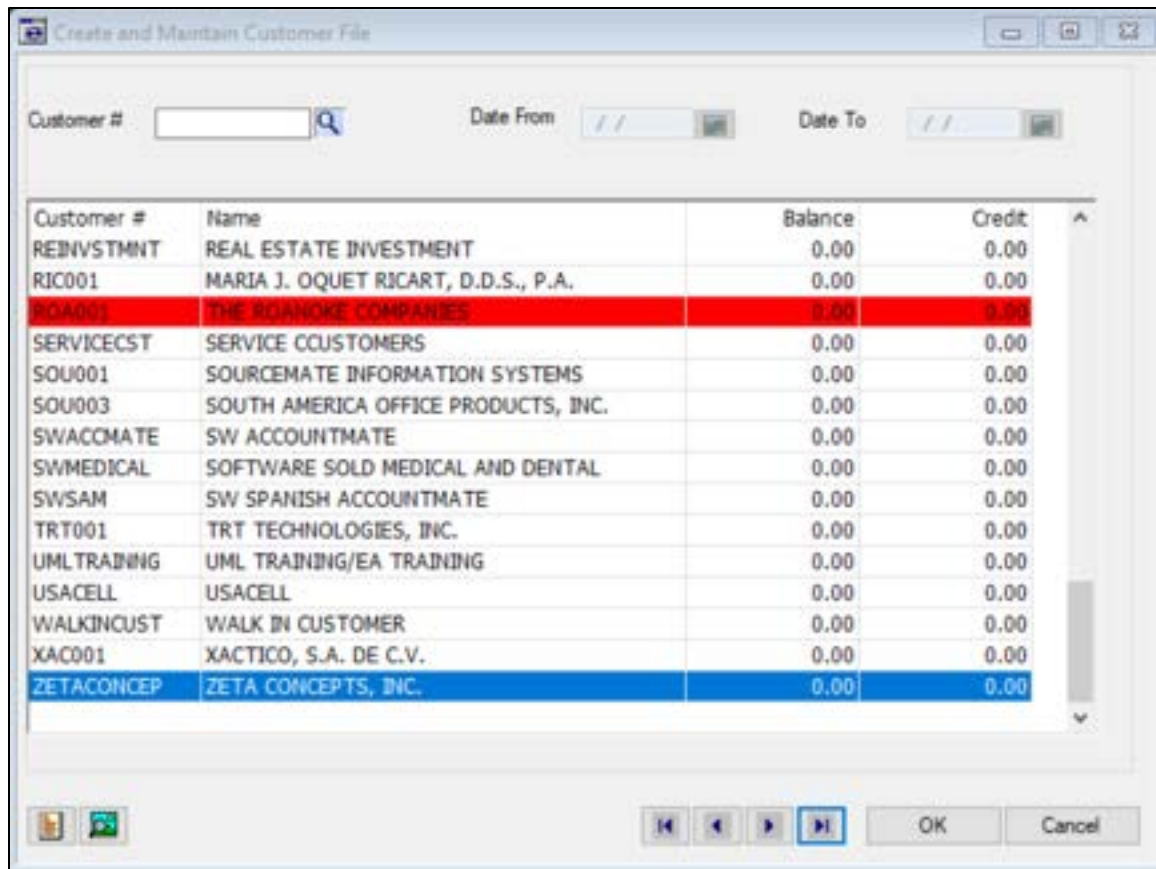 Create and Maintain Customer File
Customer # Date From / / Date To / /
Customer # Name Balance Credit
REINVSTMNT REAL ESTATE INVESTMENT 0.00 0.00
RIC001 MARIA J. OQUET RICART, D.D.S., P.A. 0.00 0.00
ROA001 THE ROANOKE COMPANIES 0.00 0.00
SERVICECST SERVICE CCUSTOMERS 0.00 0.00
SOU001 SOURCEMATE INFORMATION SYSTEMS 0.00 0.00
SOU003 SOUTH AMERICA OFFICE PRODUCTS, INC. 0.00 0.00
SWACCMATE SW ACCOUNTMATE 0.00 0.00
SWMEDICAL SOFTWARE SOLD MEDICAL AND DENTAL 0.00 0.00
SWSAM SW SPANISH ACCOUNTMATE 0.00 0.00
TRT001 TRT TECHNOLOGIES, INC. 0.00 0.00
UMLTRAINNG UML TRAINING/EA TRAINING 0.00 0.00
USACELL USACELL 0.00 0.00
WALKINCUST WALK IN CUSTOMER 0.00 0.00
XAC001 XACTICO, S.A. DE C.V. 0.00 0.00
ZETACONCEP ZETA CONCEPTS, INC. 0.00 0.00
OK Cancel